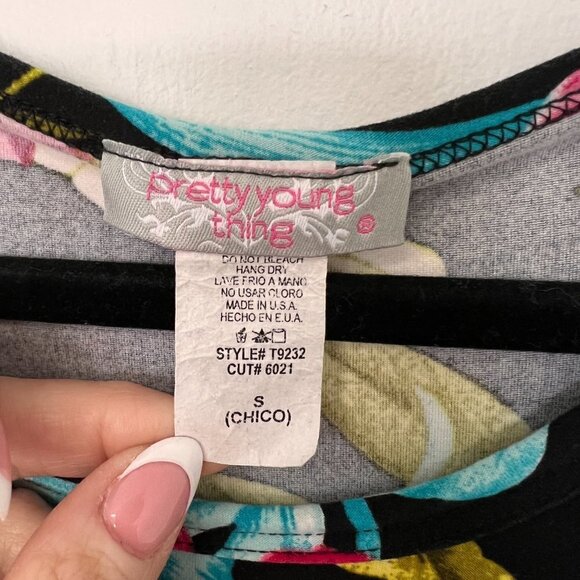 pretty young
thing ®
DO NOT BLEACH
HANG DRY
LAVE FRIO A MANO
NO USAR CLORO
MADE IN U.S.A.
HECHO EN E.U.A.
STYLE# T9232
CUT# 6021
S
(CHICO)